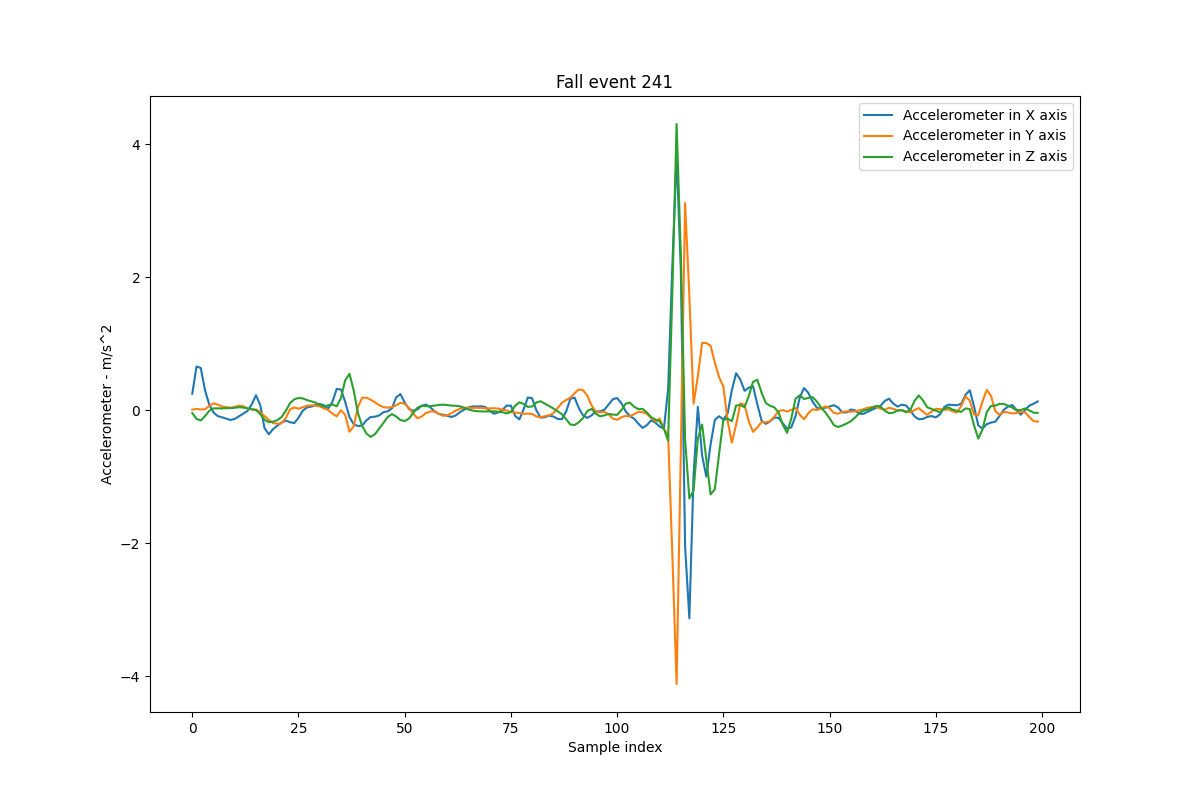 Fall event 241
Accelerometer in X axis
Accelerometer in Y axis
Accelerometer in Z axis
4
2
0
−2
−4
Accelerometer - m/s^2
0 25 50 75 100 125 150 175 200
Sample index